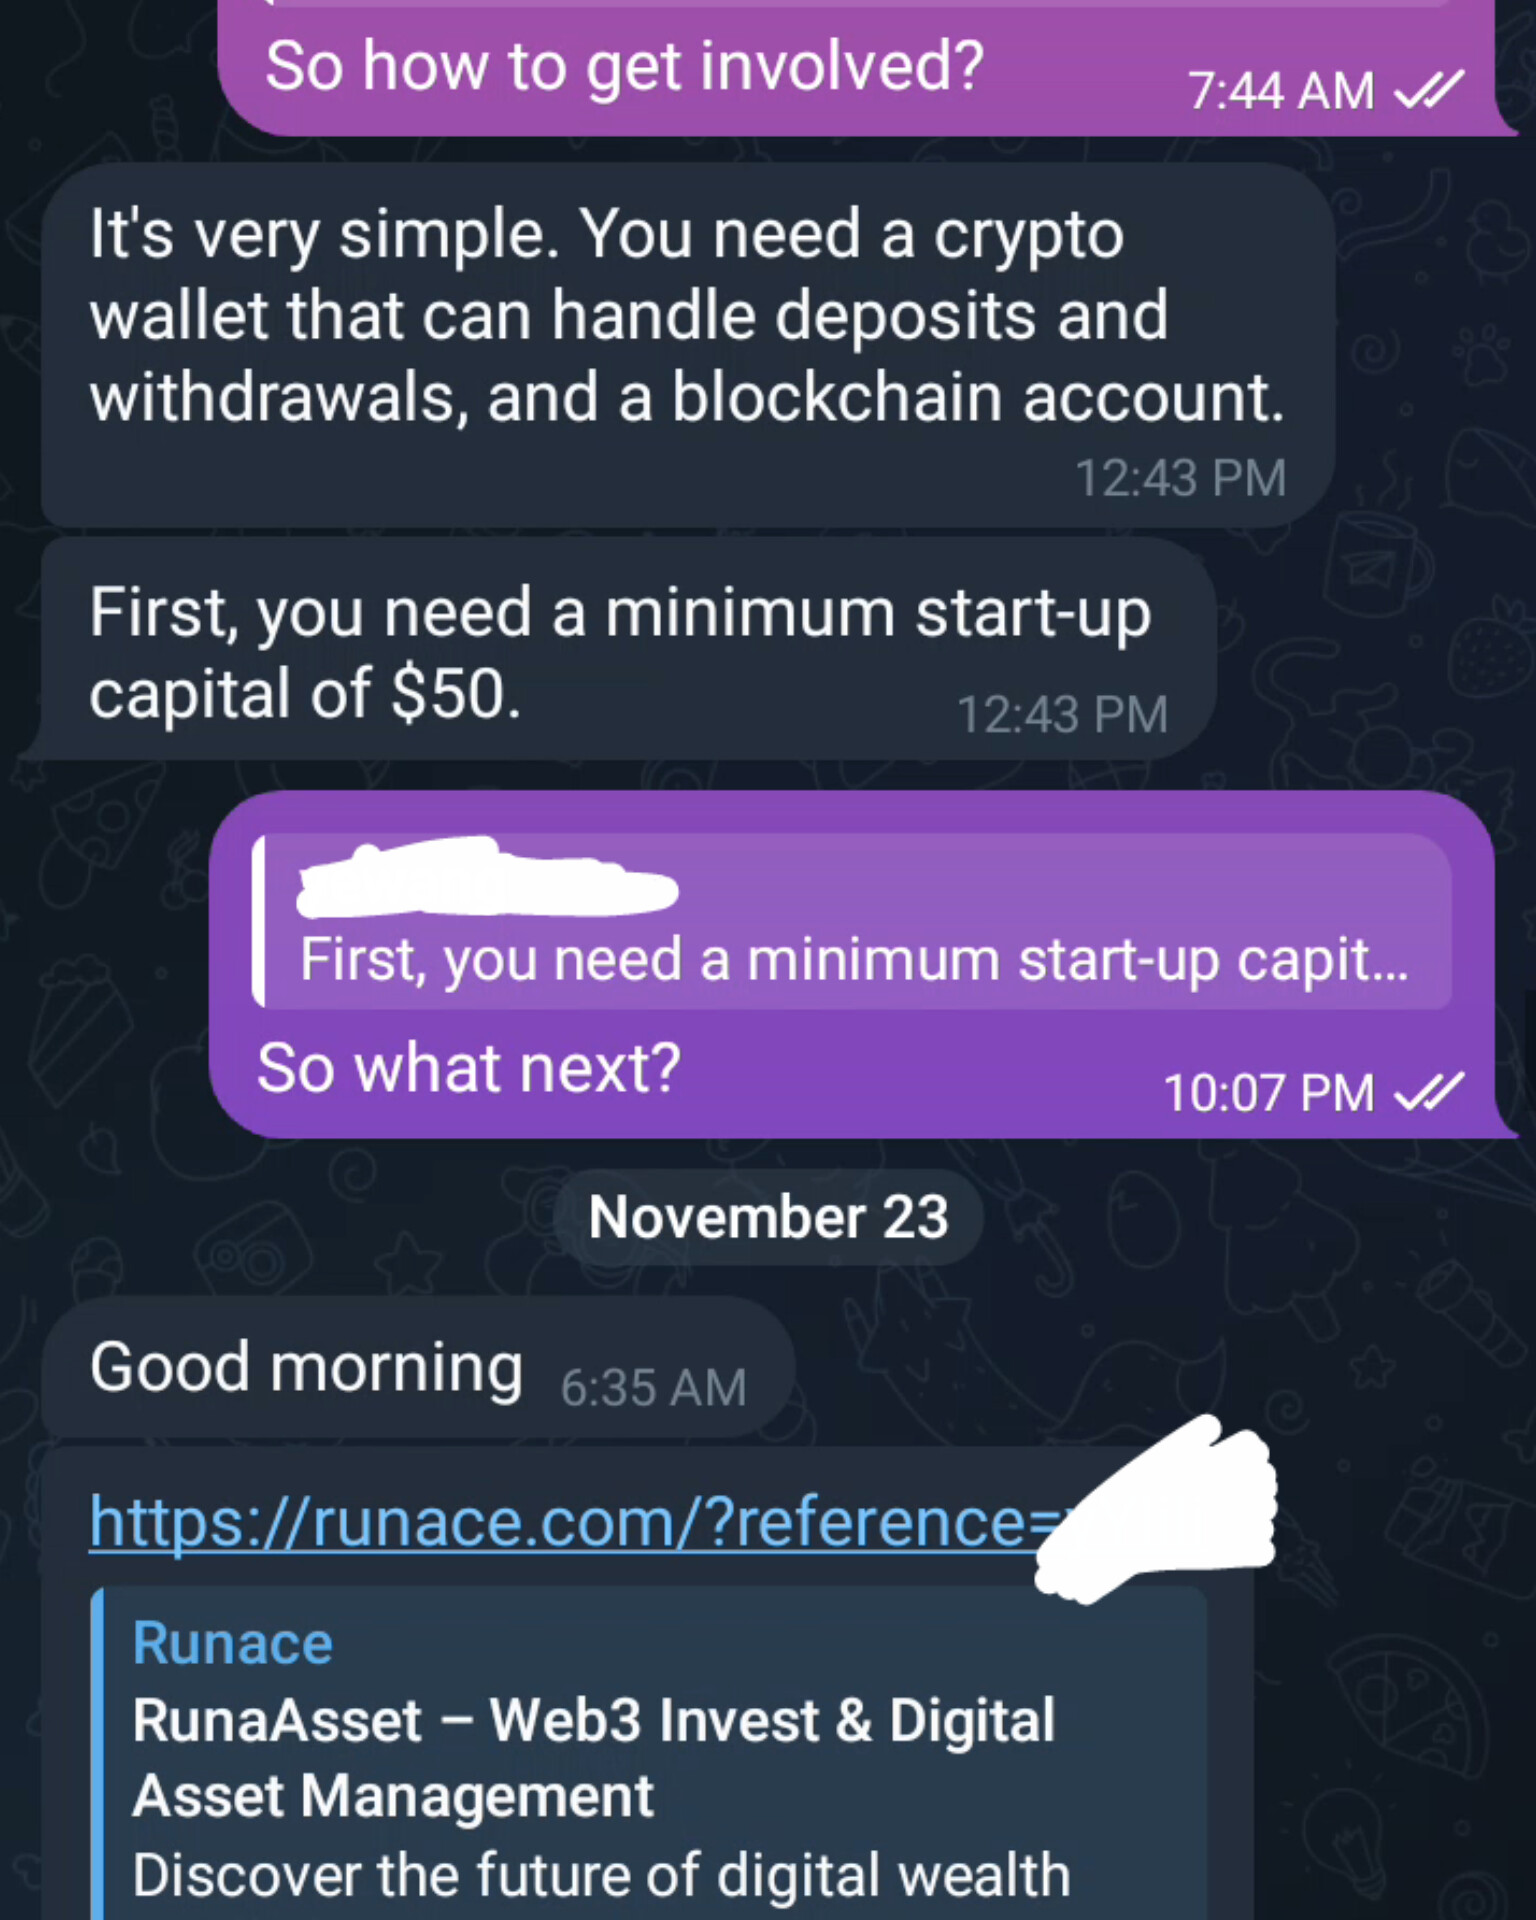 So how to get involved?
7:44 AM
It's very simple. You need a crypto
wallet that can handle deposits and
withdrawals, and a blockchain account.
12:43 PM
First, you need a minimum start-up
capital of $50.
12:43 PM
First, you need a minimum start-up capit...
So what next?
10:07 PM
November 23
Good morning
6:35 AM
https://runace.com/?reference=
Runace
RunaAsset – Web3 Invest & Digital
Asset Management
Discover the future of digital wealth